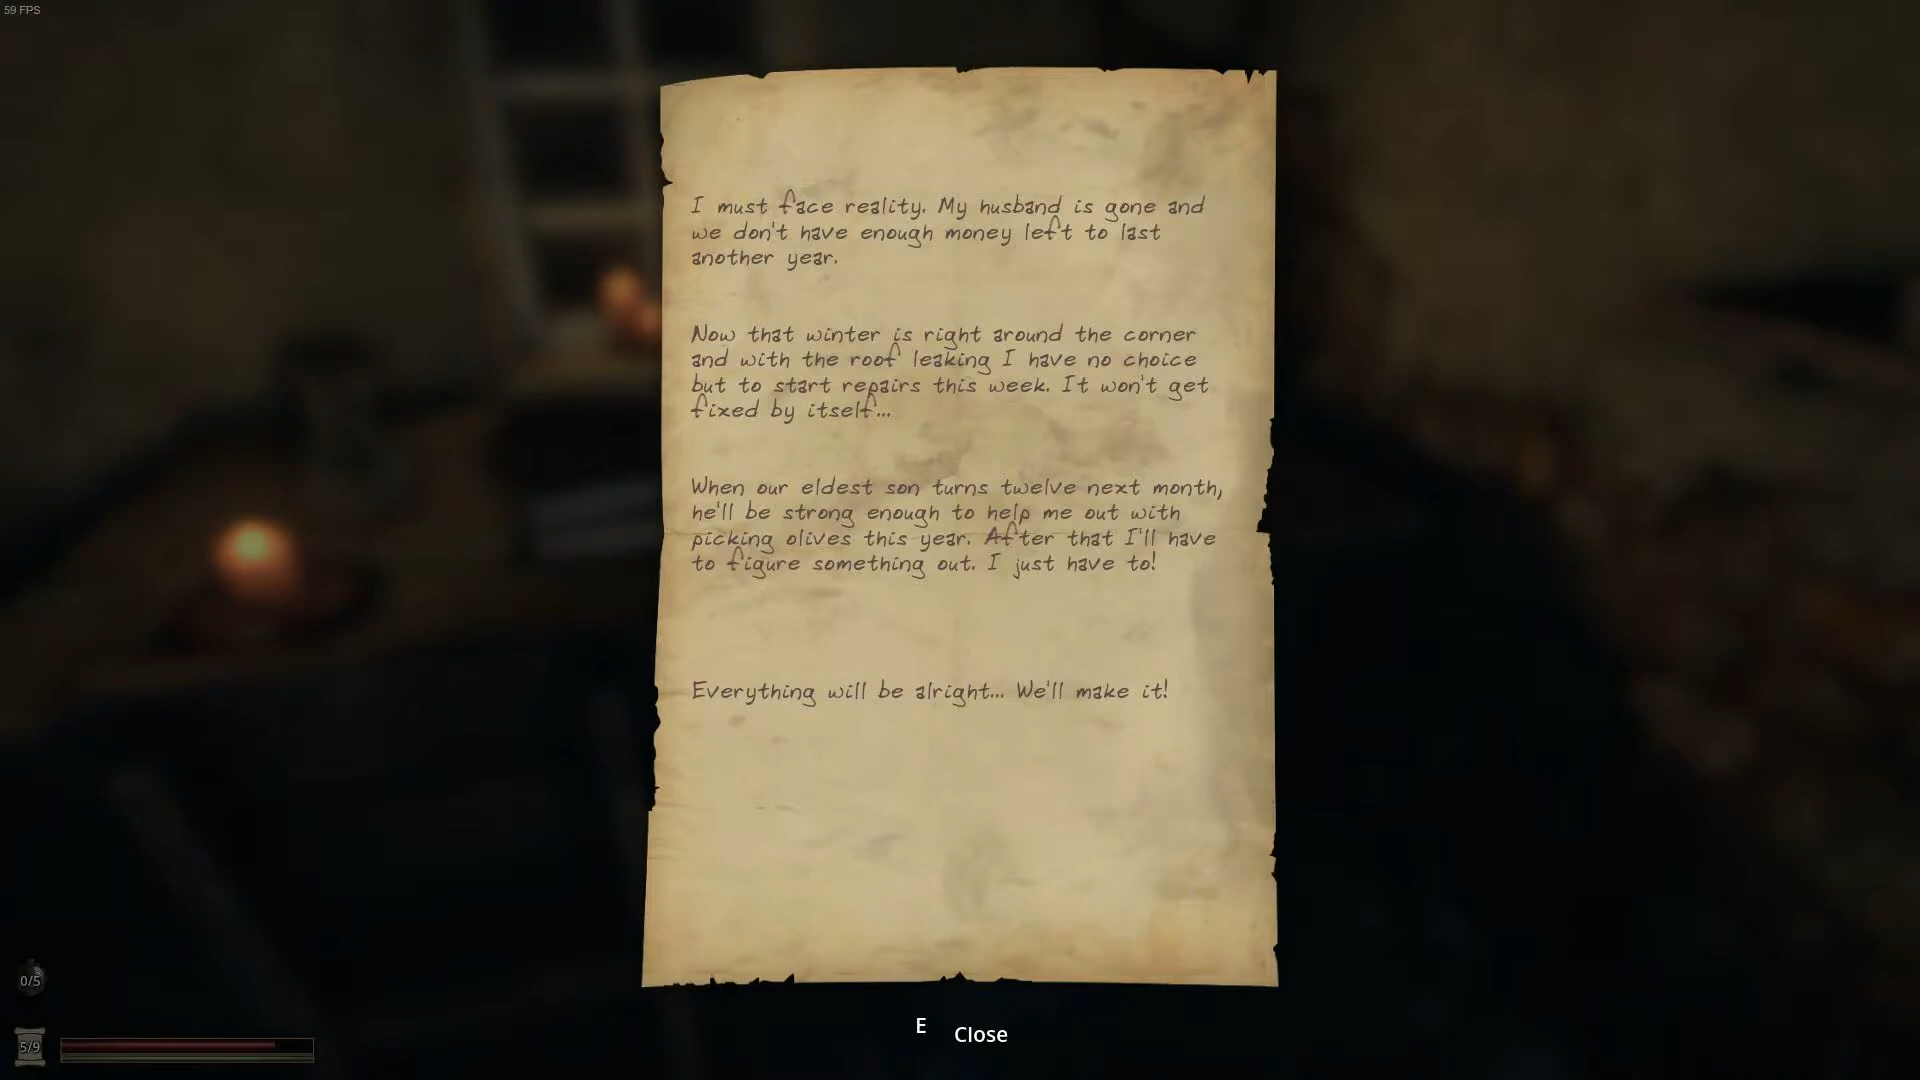 59 FPS
I must face reality. My husband is gone and
we don't have enough money left to last
another year.
Now that winter is right around the corner
and with the roof leaking I have no choice
but to start repairs this week. It won't get
fixed by itself...
When our eldest son turns twelve next month,
he'll be strong enough to help me out with
picking olives this year. After that I'll have
to figure something out. I just have to!
Everything will be alright... We'll make it!
0/5
5/9
E Close